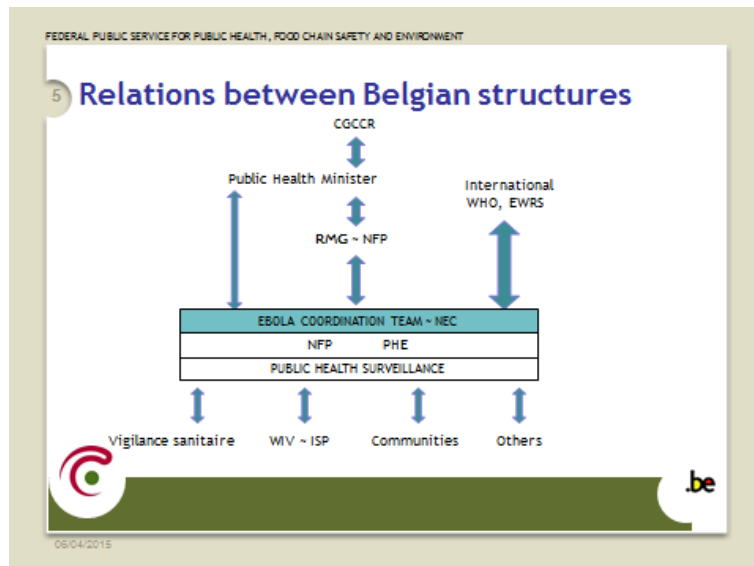 FEDERAL PUBLIC SERVICE FOR PUBLIC HEALTH, FOOD CHAIN SAFETY AND ENVIRONMENT
5
Relations between Belgian structures
CGCCR
Public Health Minister
International
WHO, EWRS
RMG ~ NFP
EBOLA COORDINATION TEAM ~ NEC
NFP PHE
PUBLIC HEALTH SURVEILLANCE
Vigilance sanitaire WIV ~ ISP Communities Others
.be
06/04/2015